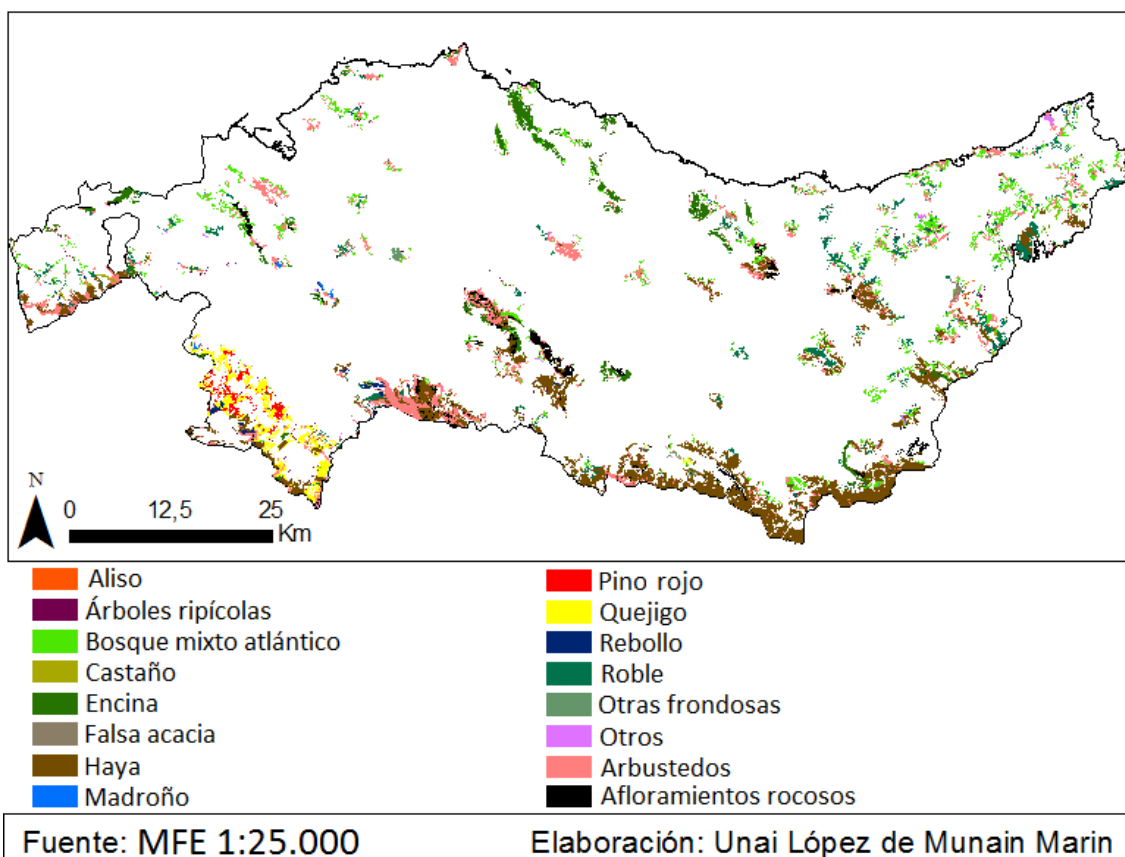 N
0 12,5 25
Km
Aliso
Árboles ripícolas
Bosque mixto atlántico
Castaño
Encina
Falsa acacia
Haya
Madroño
Pino rojo
Quejigo
Rebollo
Roble
Otras frondosas
Otros
Arbustedos
Afloramientos rocosos
Fuente: MFE 1:25.000 Elaboración: Unai López de Munain Marin